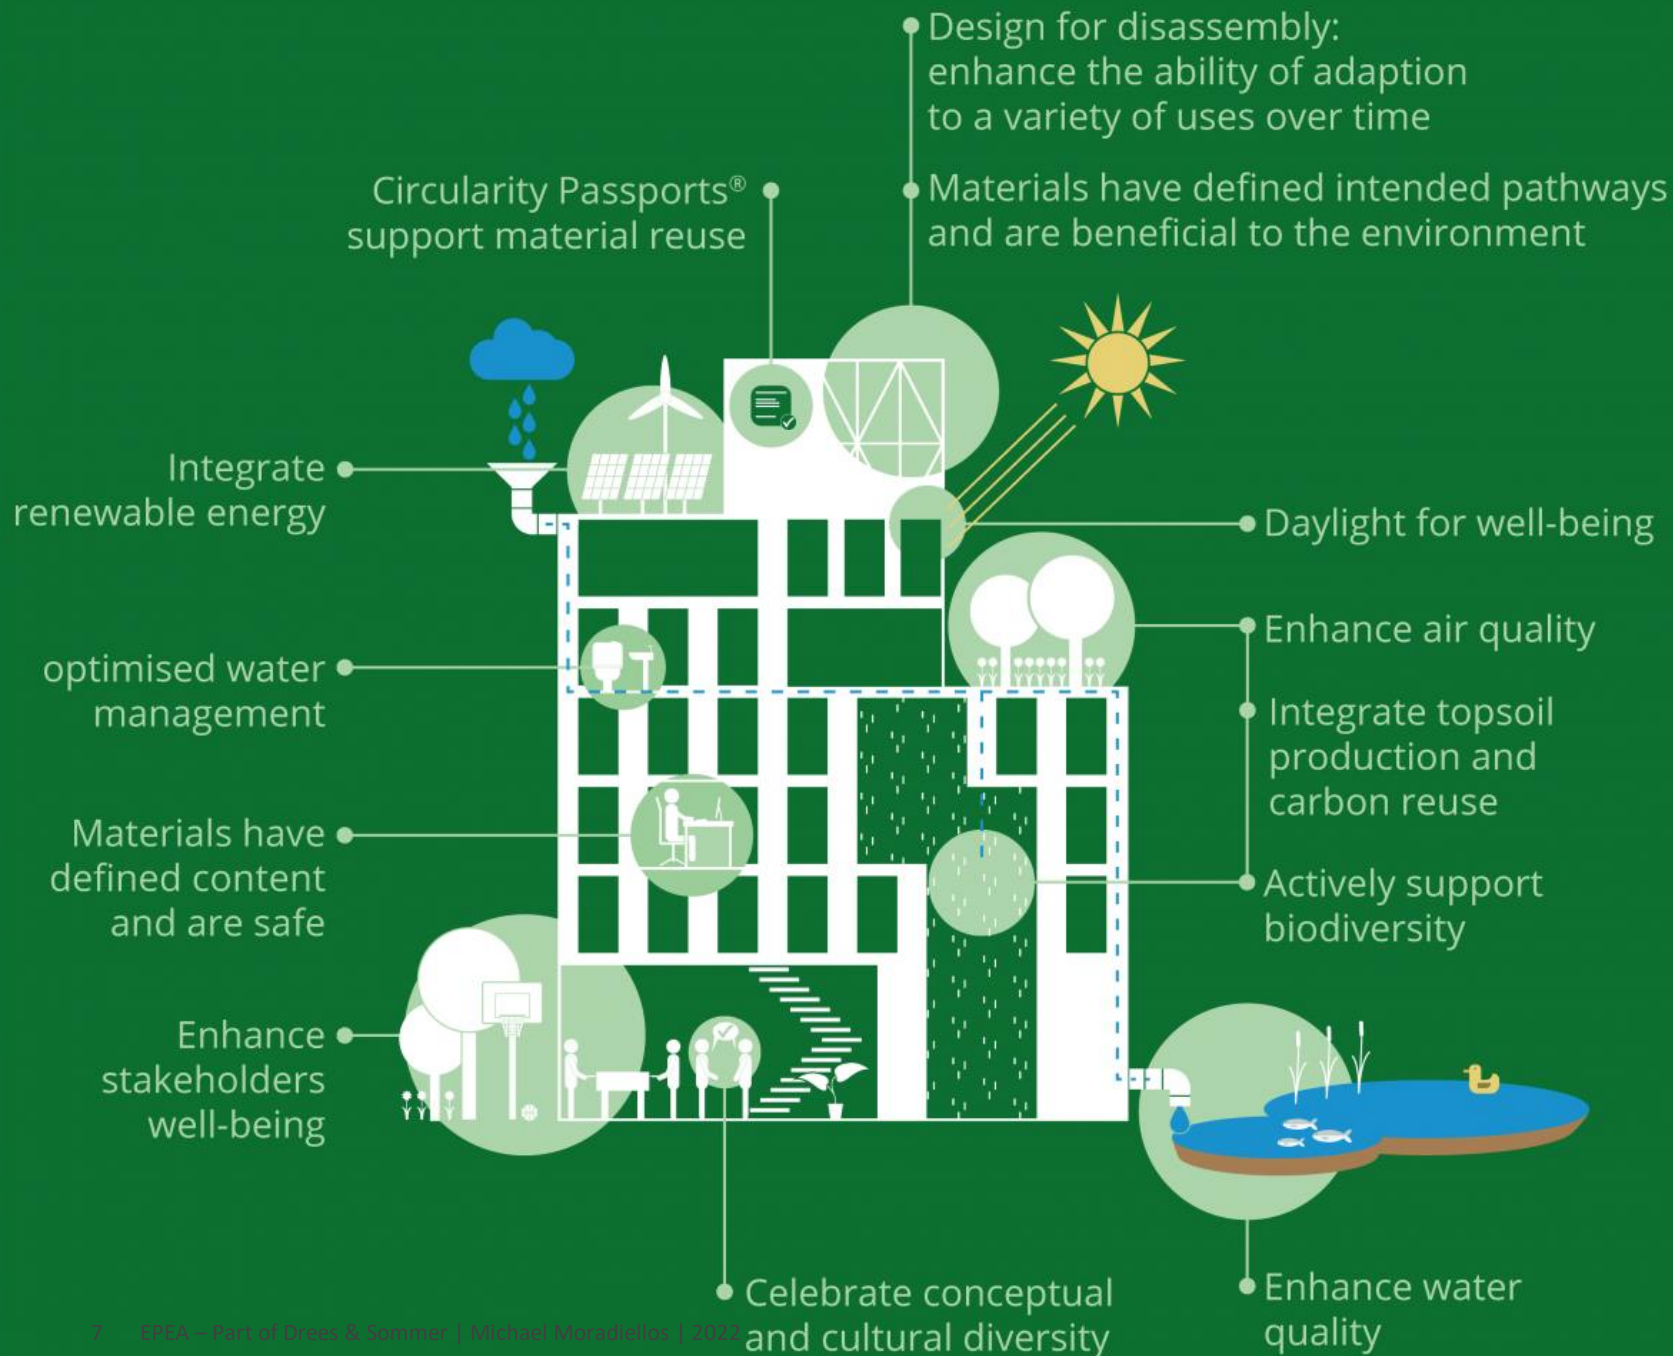 Design for disassembly:
enhance the ability of adaption
to a variety of uses over time
Circularity Passports®
support material reuse
Materials have defined intended pathways
and are beneficial to the environment
Integrate
renewable energy
Daylight for well-being
Enhance air quality
optimised water
management
Integrate topsoil
production and
carbon reuse
Materials have
defined content
and are safe
Actively support
biodiversity
Enhance
stakeholders
well-being
Celebrate conceptual
and cultural diversity
Enhance water
quality
7 EPEA – Part of Drees & Sommer | Michael Moradiellos | 2022